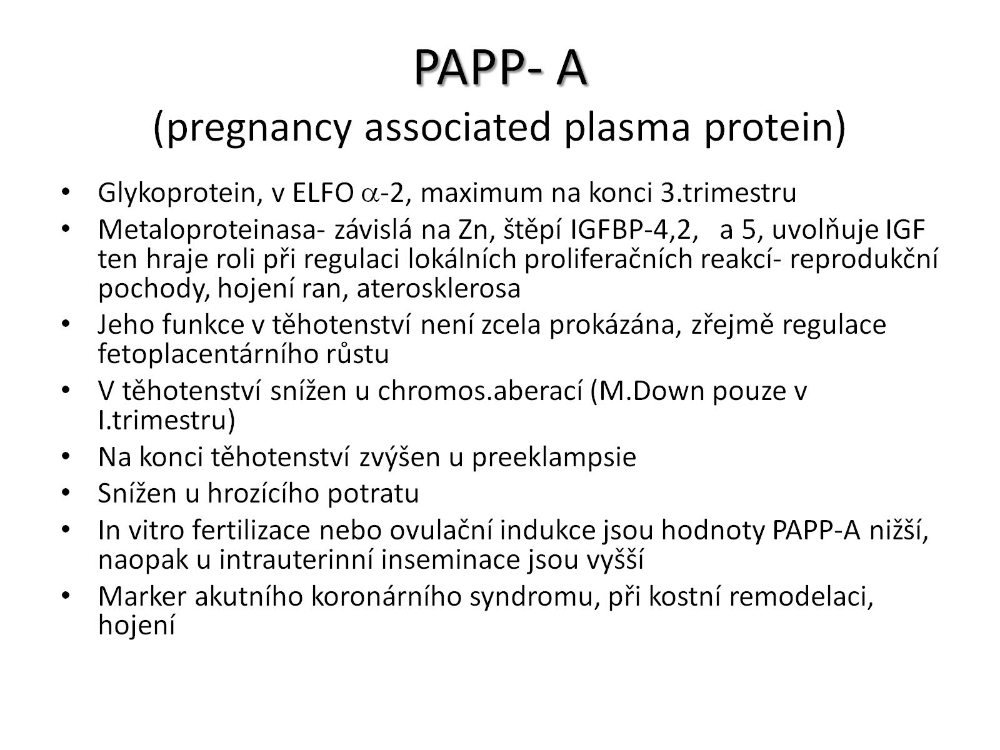 PAPP- A
(pregnancy associated plasma protein)
• Glykoprotein, v ELFO α-2, maximum na konci 3.trimestru
• Metaloproteinasa- závislá na Zn, štěpí IGFBP-4,2, a 5, uvolňuje IGF
ten hraje roli při regulaci lokálních proliferačních reakcí- reprodukční
pochody, hojení ran, aterosklerosa
• Jeho funkce v těhotenství není zcela prokázána, zřejmě regulace
fetoplacentárního růstu
• V těhotenství snížen u chromos.aberací (M.Down pouze v
I.trimestru)
• Na konci těhotenství zvýšen u preeklampsie
• Snížen u hrozícího potratu
• In vitro fertilizace nebo ovulační indukce jsou hodnoty PAPP-A nižší,
naopak u intrauterinní inseminace jsou vyšší
• Marker akutního koronárního syndromu, při kostní remodelaci,
hojení